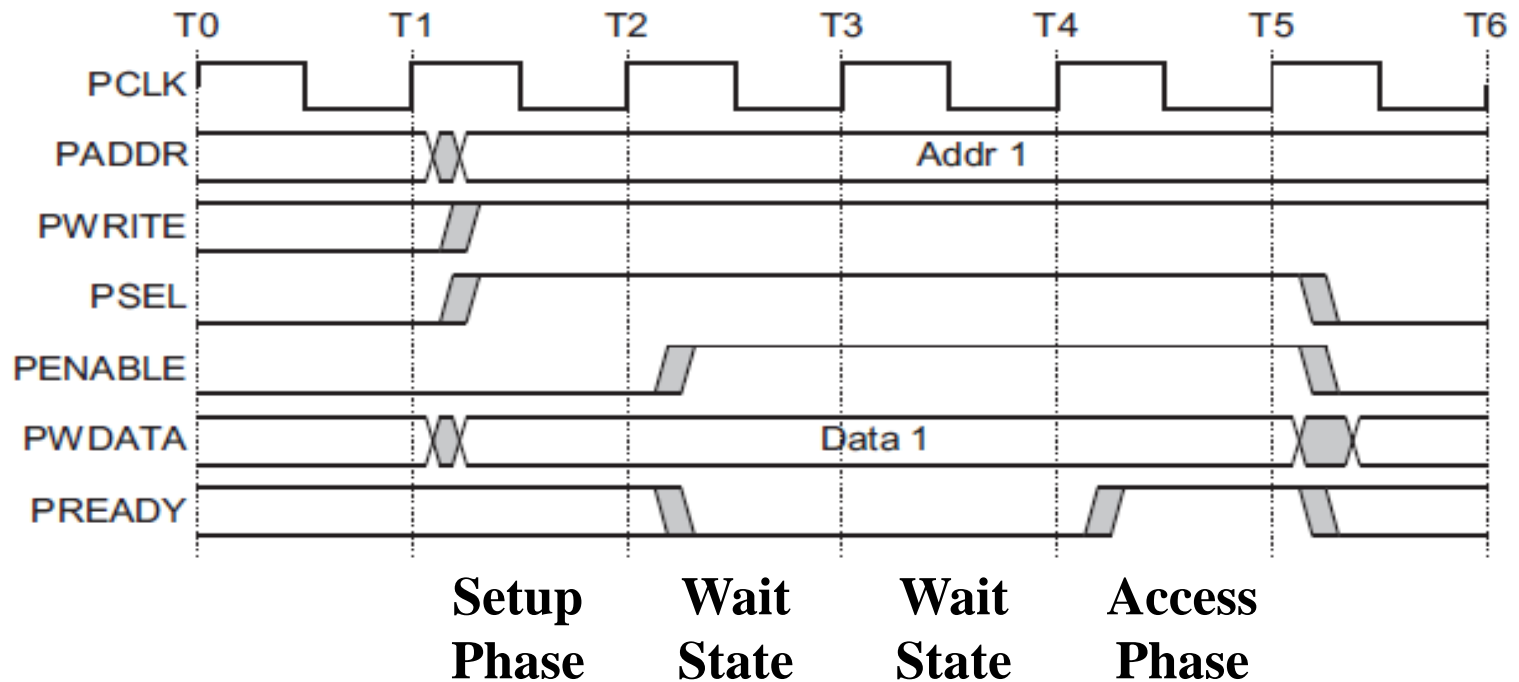 T0 T1 T2 T3 T4 T5 T6
PCLK
PADDR Addr 1
PWRITE
PSEL
PENABLE
PWDATA Data 1
PREADY
Setup Wait Wait Access
Phase State State Phase